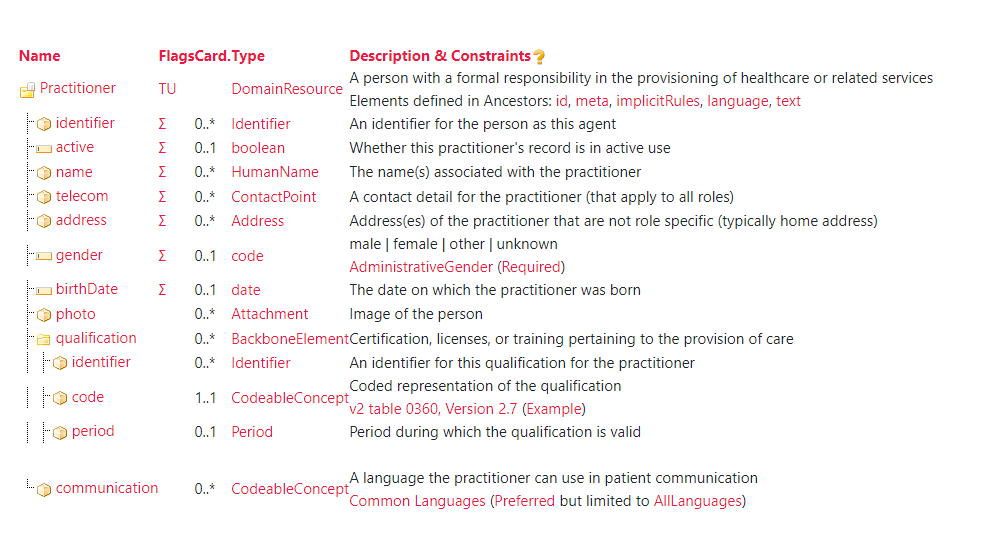 Name FlagsCard.Type Description & Constraints?
Practitioner TU DomainResource A person with a formal responsibility in the provisioning of healthcare or related services
Elements defined in Ancestors: id, meta, implicitRules, language, text
identifier Σ 0..* Identifier An identifier for the person as this agent
active Σ 0..1 boolean Whether this practitioner's record is in active use
name Σ 0..* HumanName The name(s) associated with the practitioner
telecom Σ 0..* ContactPoint A contact detail for the practitioner (that apply to all roles)
address Σ 0..* Address Address(es) of the practitioner that are not role specific (typically home address)
gender Σ 0..1 code male | female | other | unknown
AdministrativeGender (Required)
birthDate Σ 0..1 date The date on which the practitioner was born
photo 0..* Attachment Image of the person
qualification 0..* BackboneElement Certification, licenses, or training pertaining to the provision of care
identifier 0..* Identifier An identifier for this qualification for the practitioner
code 1..1 CodeableConcept Coded representation of the qualification
v2 table 0360, Version 2.7 (Example)
period 0..1 Period Period during which the qualification is valid
communication 0..* CodeableConcept A language the practitioner can use in patient communication
Common Languages (Preferred but limited to AllLanguages)